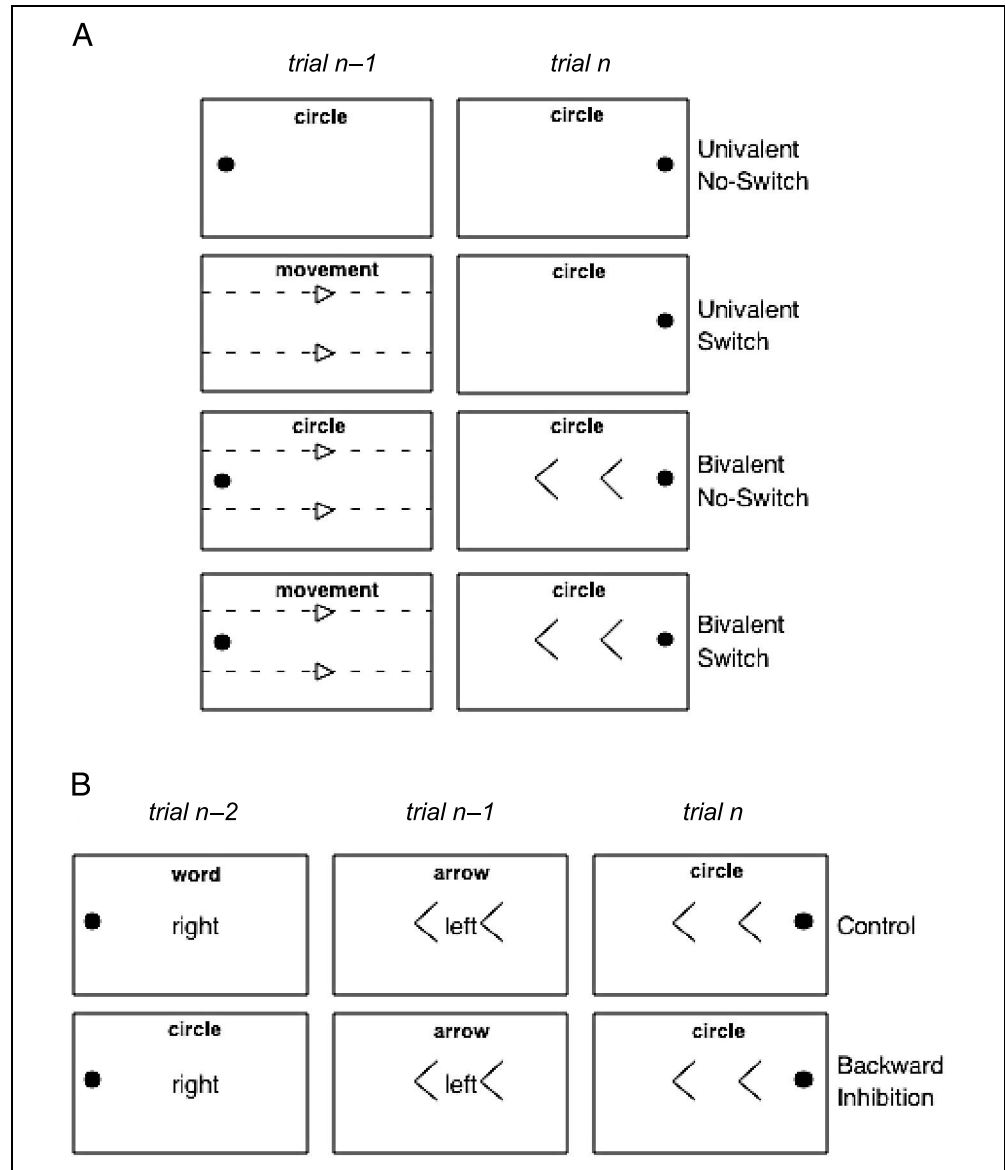 A
trial n–1 trial n
circle circle
Univalent
No-Switch
movement circle
Univalent
Switch
circle circle
Bivalent
No-Switch
movement circle
Bivalent
Switch
B
trial n–2 trial n–1 trial n
word arrow circle
right left Control
circle arrow circle
right left Backward
Inhibition